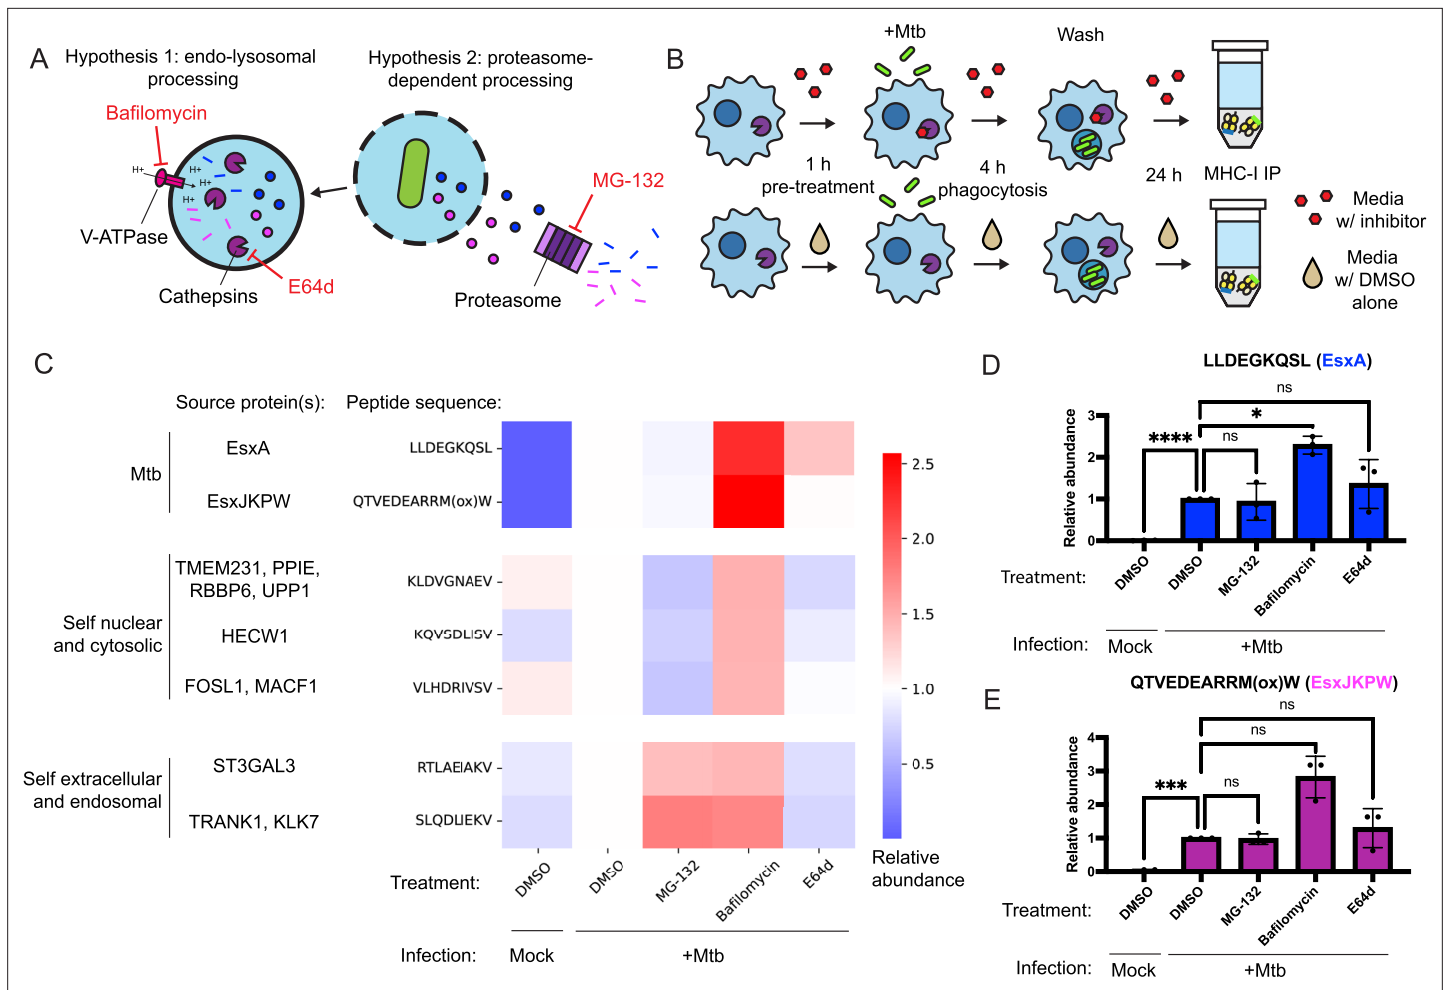 A
Hypothesis 1: endo-lysosomal
processing
Bafilomycin
H+
H+
H+
H+
V-ATPase
Cathepsins
E64d
Hypothesis 2: proteasome-
dependent processing
MG-132
Proteasome
B
+Mtb
Wash
1 h
pre-treatment
4 h
phagocytosis
24 h
MHC-I IP
Media
w/ inhibitor
Media
w/ DMSO
alone
C
Source protein(s):
Peptide sequence:
Mtb
EsxA
LLDEGKQSL
EsxJKPW
QTVEDEARRM(ox)W
Self nuclear
and cytosolic
TMEM231, PPIE,
RBBP6, UPP1
KLDVGNAEV
HECW1
KQVSDLISV
FOSL1, MACF1
VLHDRIVSV
Self extracellular
and endosomal
ST3GAL3
RTLAEIAKV
TRANK1, KLK7
SLQDLIEKV
2.5
2.0
1.5
1.0
0.5
Relative
abundance
Treatment:
DMSO
DMSO
MG-132
Bafilomycin
E64d
Infection:
Mock
+Mtb
D
LLDEGKQSL (EsxA)
ns
*
****
ns
Relative abundance
3
2
1
0
Treatment:
DMSO
DMSO
MG-132
Bafilomycin
E64d
Infection:
Mock
+Mtb
E
QTVEDEARRM(ox)W (EsxJKPW)
ns
ns
***
ns
Relative abundance
4
3
2
1
0
Treatment:
DMSO
DMSO
MG-132
Bafilomycin
E64d
Infection:
Mock
+Mtb